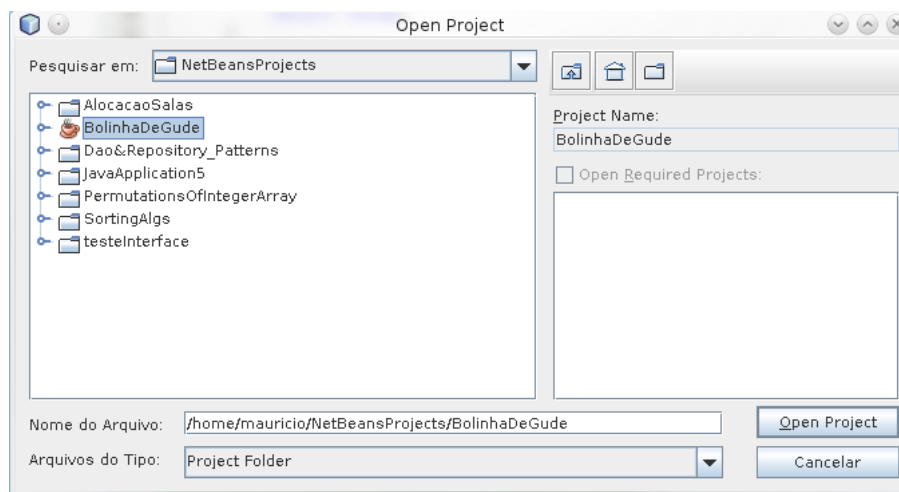 Open Project
Pesquisar em: NetBeansProjects
AlocacaoSalas
BolinhaDeGude
Dao&Repository_Patterns
JavaApplication5
PermutationsOfIntegerArray
SortingAlgs
testeInterface
Project Name:
BolinhaDeGude
Open Required Projects:
Nome do Arquivo: /home/mauricio/NetBeansProjects/BolinhaDeGude
Open Project
Arquivos do Tipo: Project Folder
Cancelar